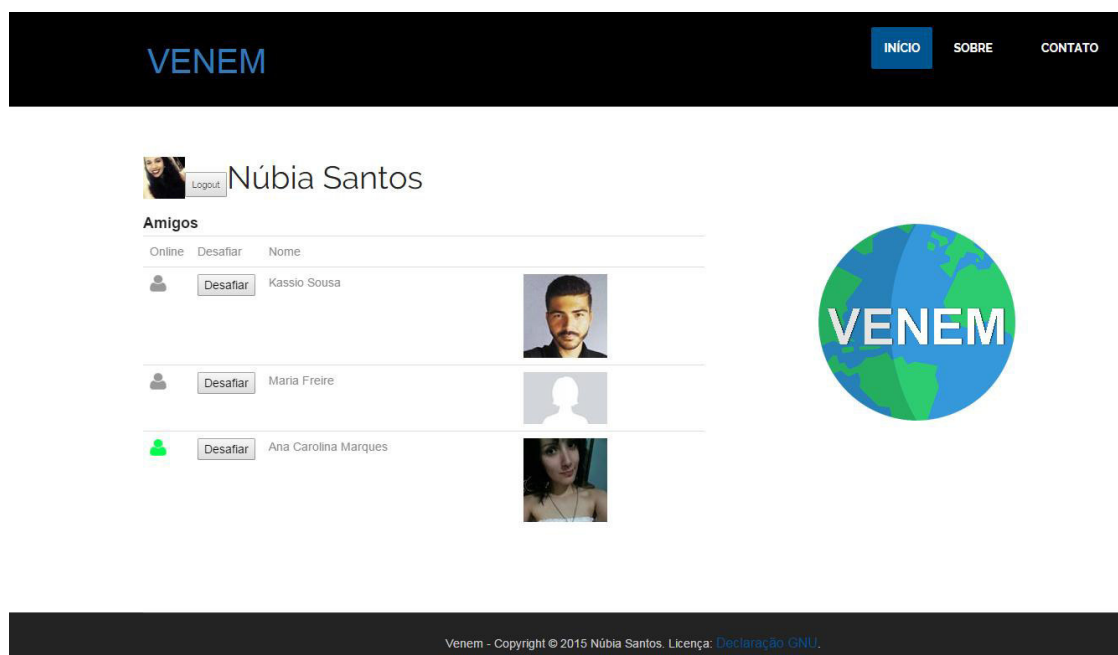 VENEM
INÍCIO SOBRE CONTATO
Logout Núbia Santos
Amigos
Online Desafiar Nome
Desafiar Kassio Sousa
VENEM
Desafiar Maria Freire
Desafiar Ana Carolina Marques
Venem - Copyright © 2015 Núbia Santos. Licença: Declaração GNU.